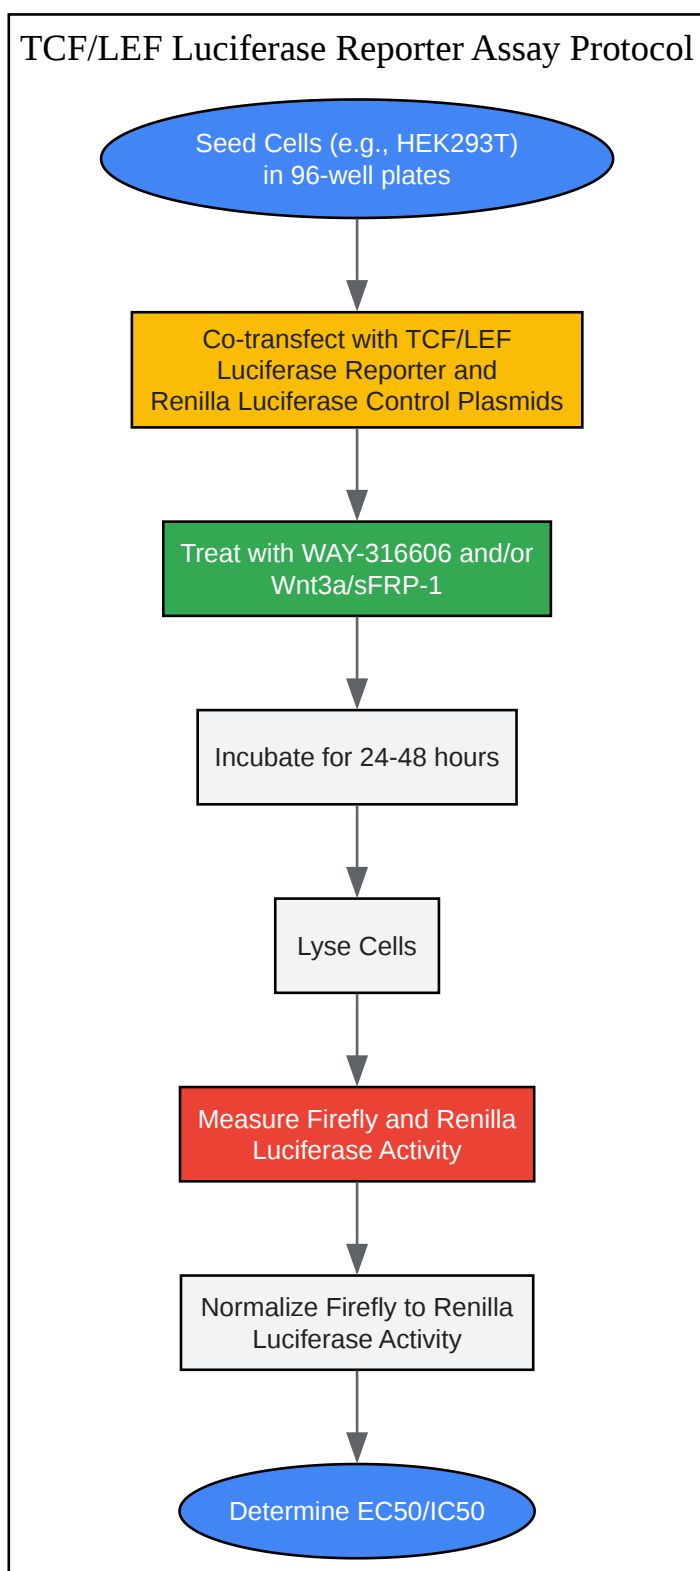 TCF/LEF Luciferase Reporter Assay Protocol
Seed Cells (e.g., HEK293T)
in 96-well plates
Co-transfect with TCF/LEF
Luciferase Reporter and
Renilla Luciferase Control Plasmids
Treat with WAY-316606 and/or
Wnt3a/sFRP-1
Incubate for 24-48 hours
Lyse Cells
Measure Firefly and Renilla
Luciferase Activity
Normalize Firefly to Renilla
Luciferase Activity
Determine EC50/IC50